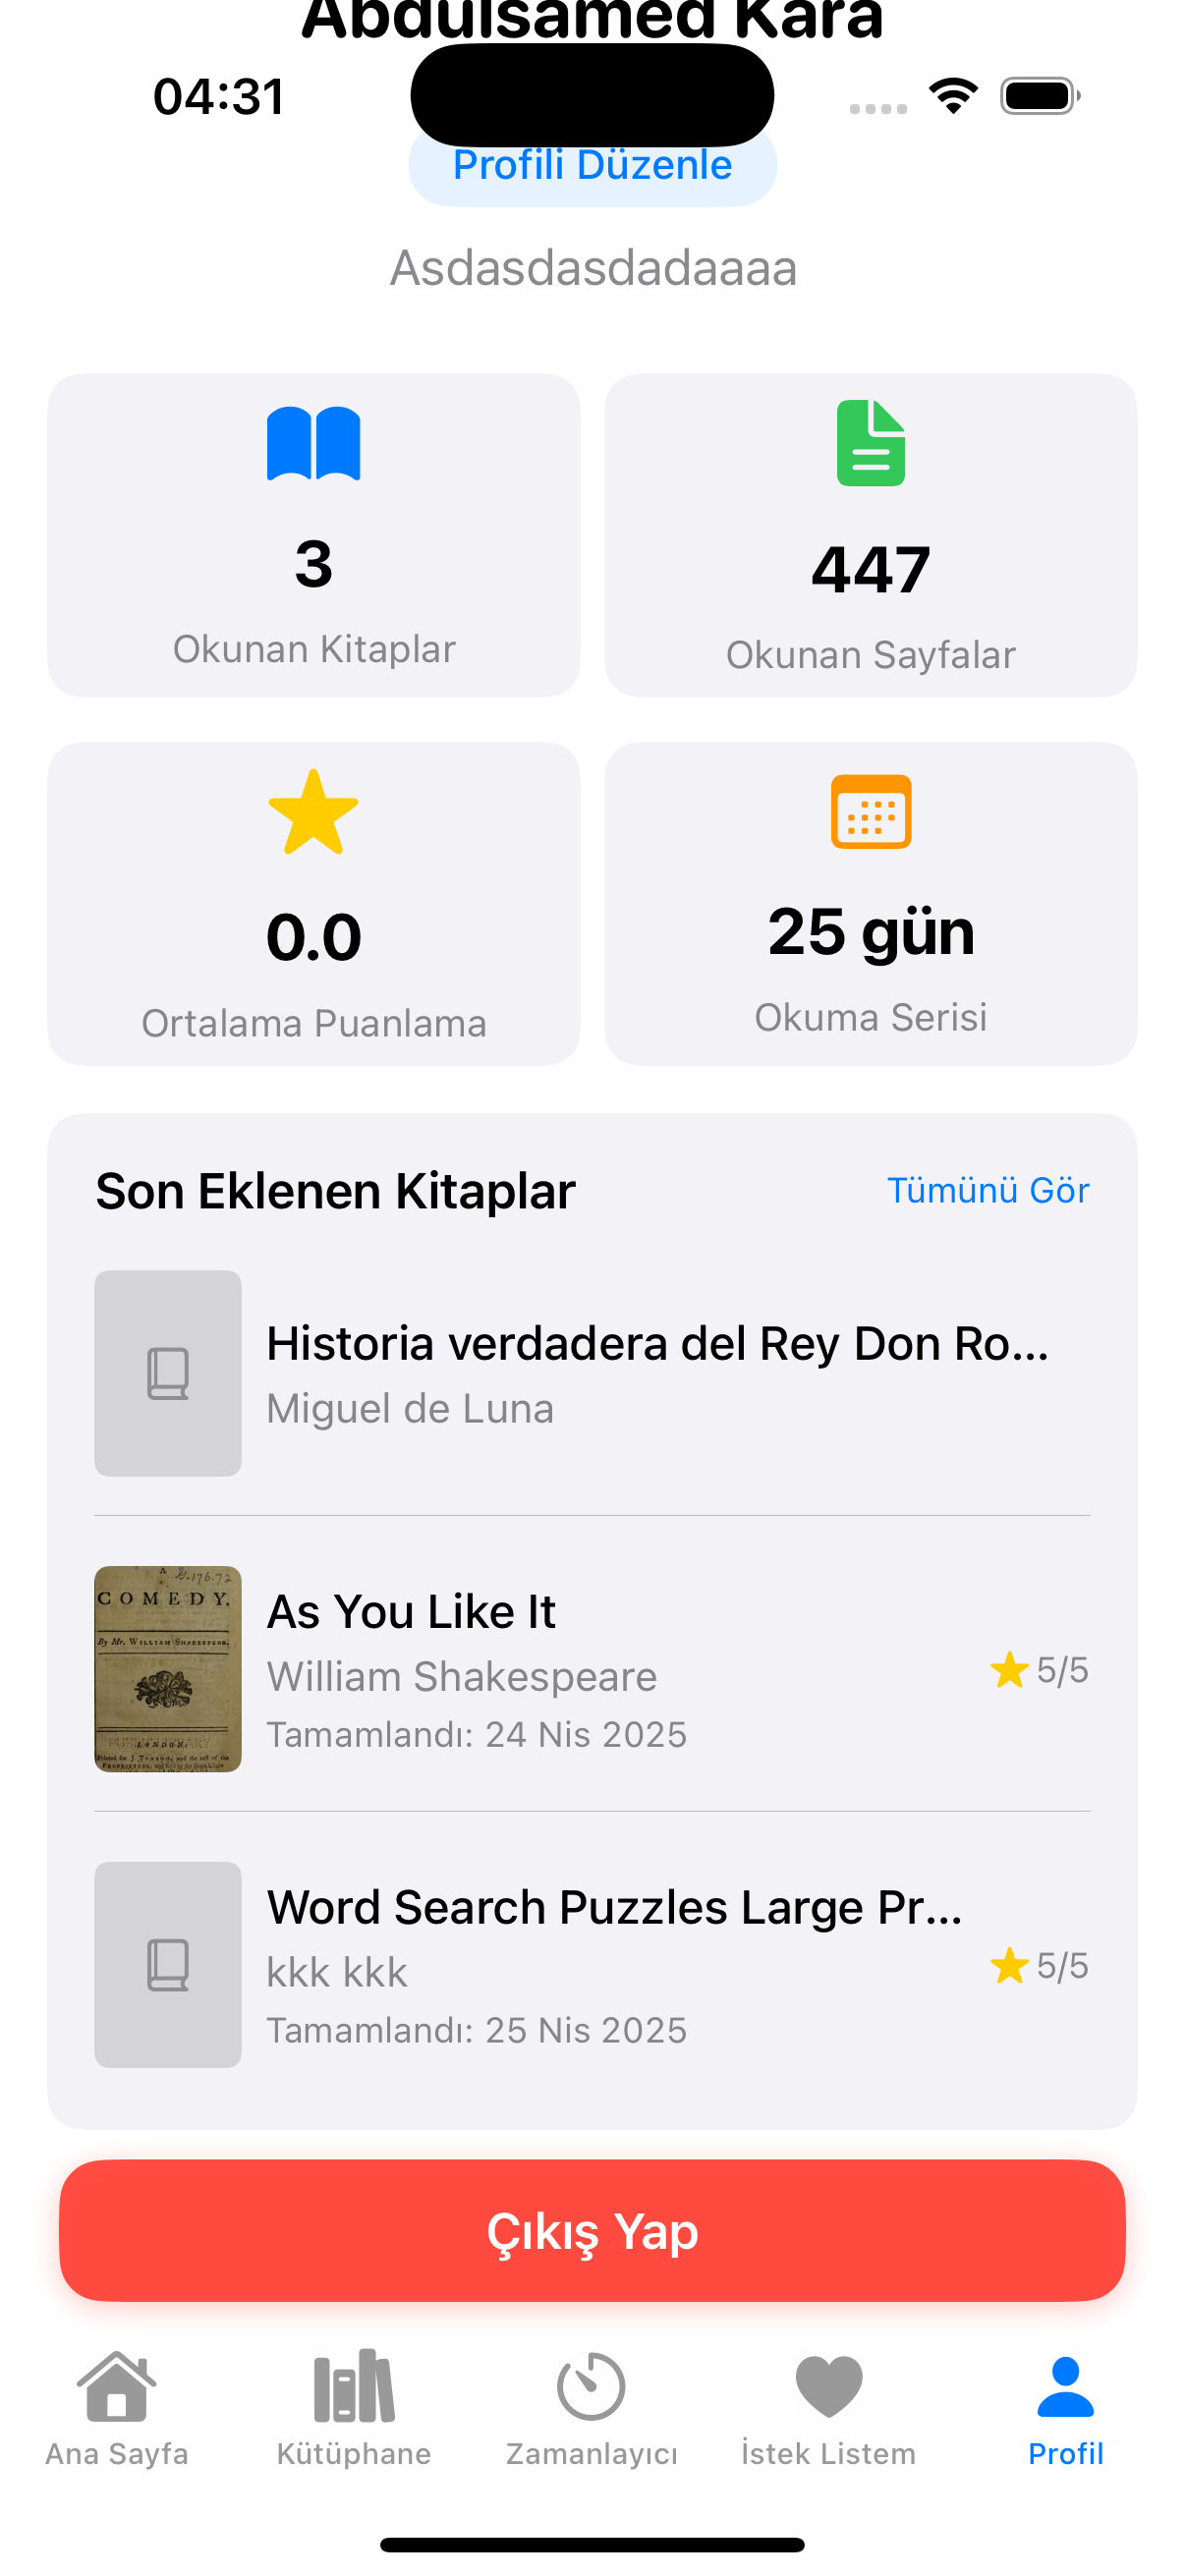 Abdulsamed Kara
04:31
Profili Düzenle
Asdasdasdadaaaa
3
Okunan Kitaplar
447
Okunan Sayfalar
0.0
Ortalama Puanlama
25 gün
Okuma Serisi
Son Eklenen Kitaplar
Tümünü Gör
Historia verdadera del Rey Don Ro...
Miguel de Luna
A
COMEDY.
By Mr. WILLIAM SHAKESPEAR.
LONDON:
As You Like It
William Shakespeare
5/5
Tamamlandı: 24 Nis 2025
Word Search Puzzles Large Pr...
kkk kkk
5/5
Tamamlandı: 25 Nis 2025
Çıkış Yap
Ana Sayfa
Kütüphane
Zamanlayıcı
İstek Listem
Profil